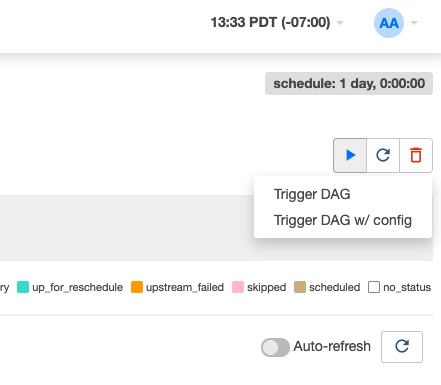 13:33 PDT (-07:00)
AA
schedule: 1 day, 0:00:00
Trigger DAG
Trigger DAG w/ config
ry up_for_reschedule upstream_failed skipped scheduled no_status
Auto-refresh